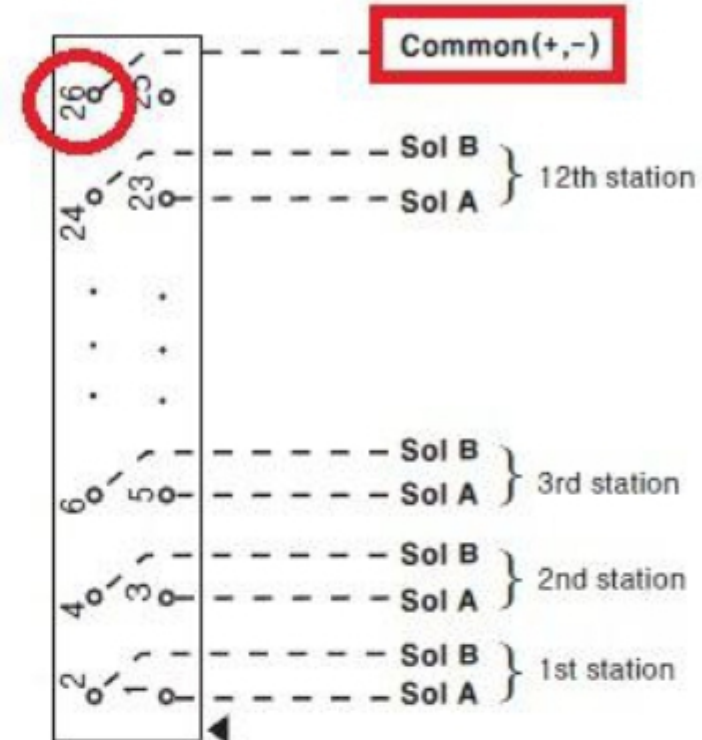 Common(+,-)
26 25
Sol B
12th station
24 23
Sol A
Sol B
3rd station
6 5
Sol A
Sol B
2nd station
4 3
Sol A
Sol B
1st station
2 1
Sol A